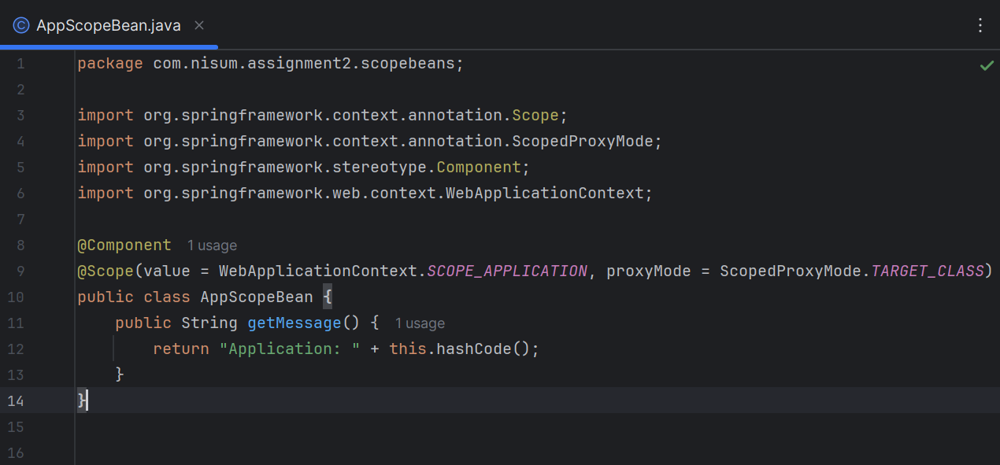 AppScopeBean.java
1 package com.nisum.assignment2.scopebeans;
2
3 import org.springframework.context.annotation.Scope;
4 import org.springframework.context.annotation.ScopedProxyMode;
5 import org.springframework.stereotype.Component;
6 import org.springframework.web.context.WebApplicationContext;
7
8 @Component 1 usage
9 @Scope(value = WebApplicationContext.SCOPE_APPLICATION, proxyMode = ScopedProxyMode.TARGET_CLASS)
10 public class AppScopeBean {
11     public String getMessage() { 1 usage
12         return "Application: " + this.hashCode();
13     }
14 }
15
16